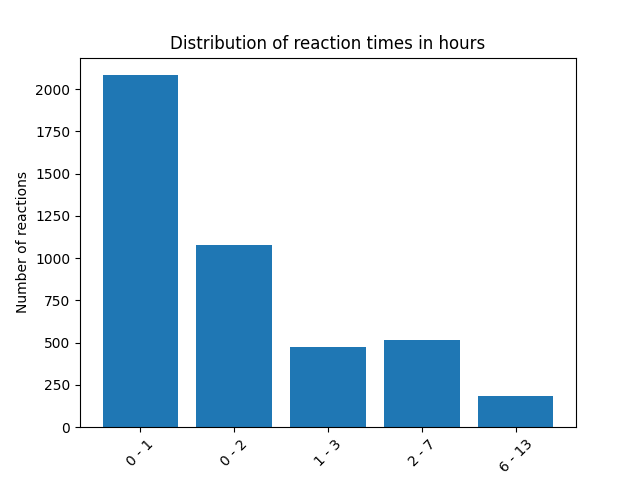 Distribution of reaction times in hours
Number of reactions
2000
1750
1500
1250
1000
750
500
250
0
0 - 1
0 - 2
1 - 3
2 - 7
6 - 13